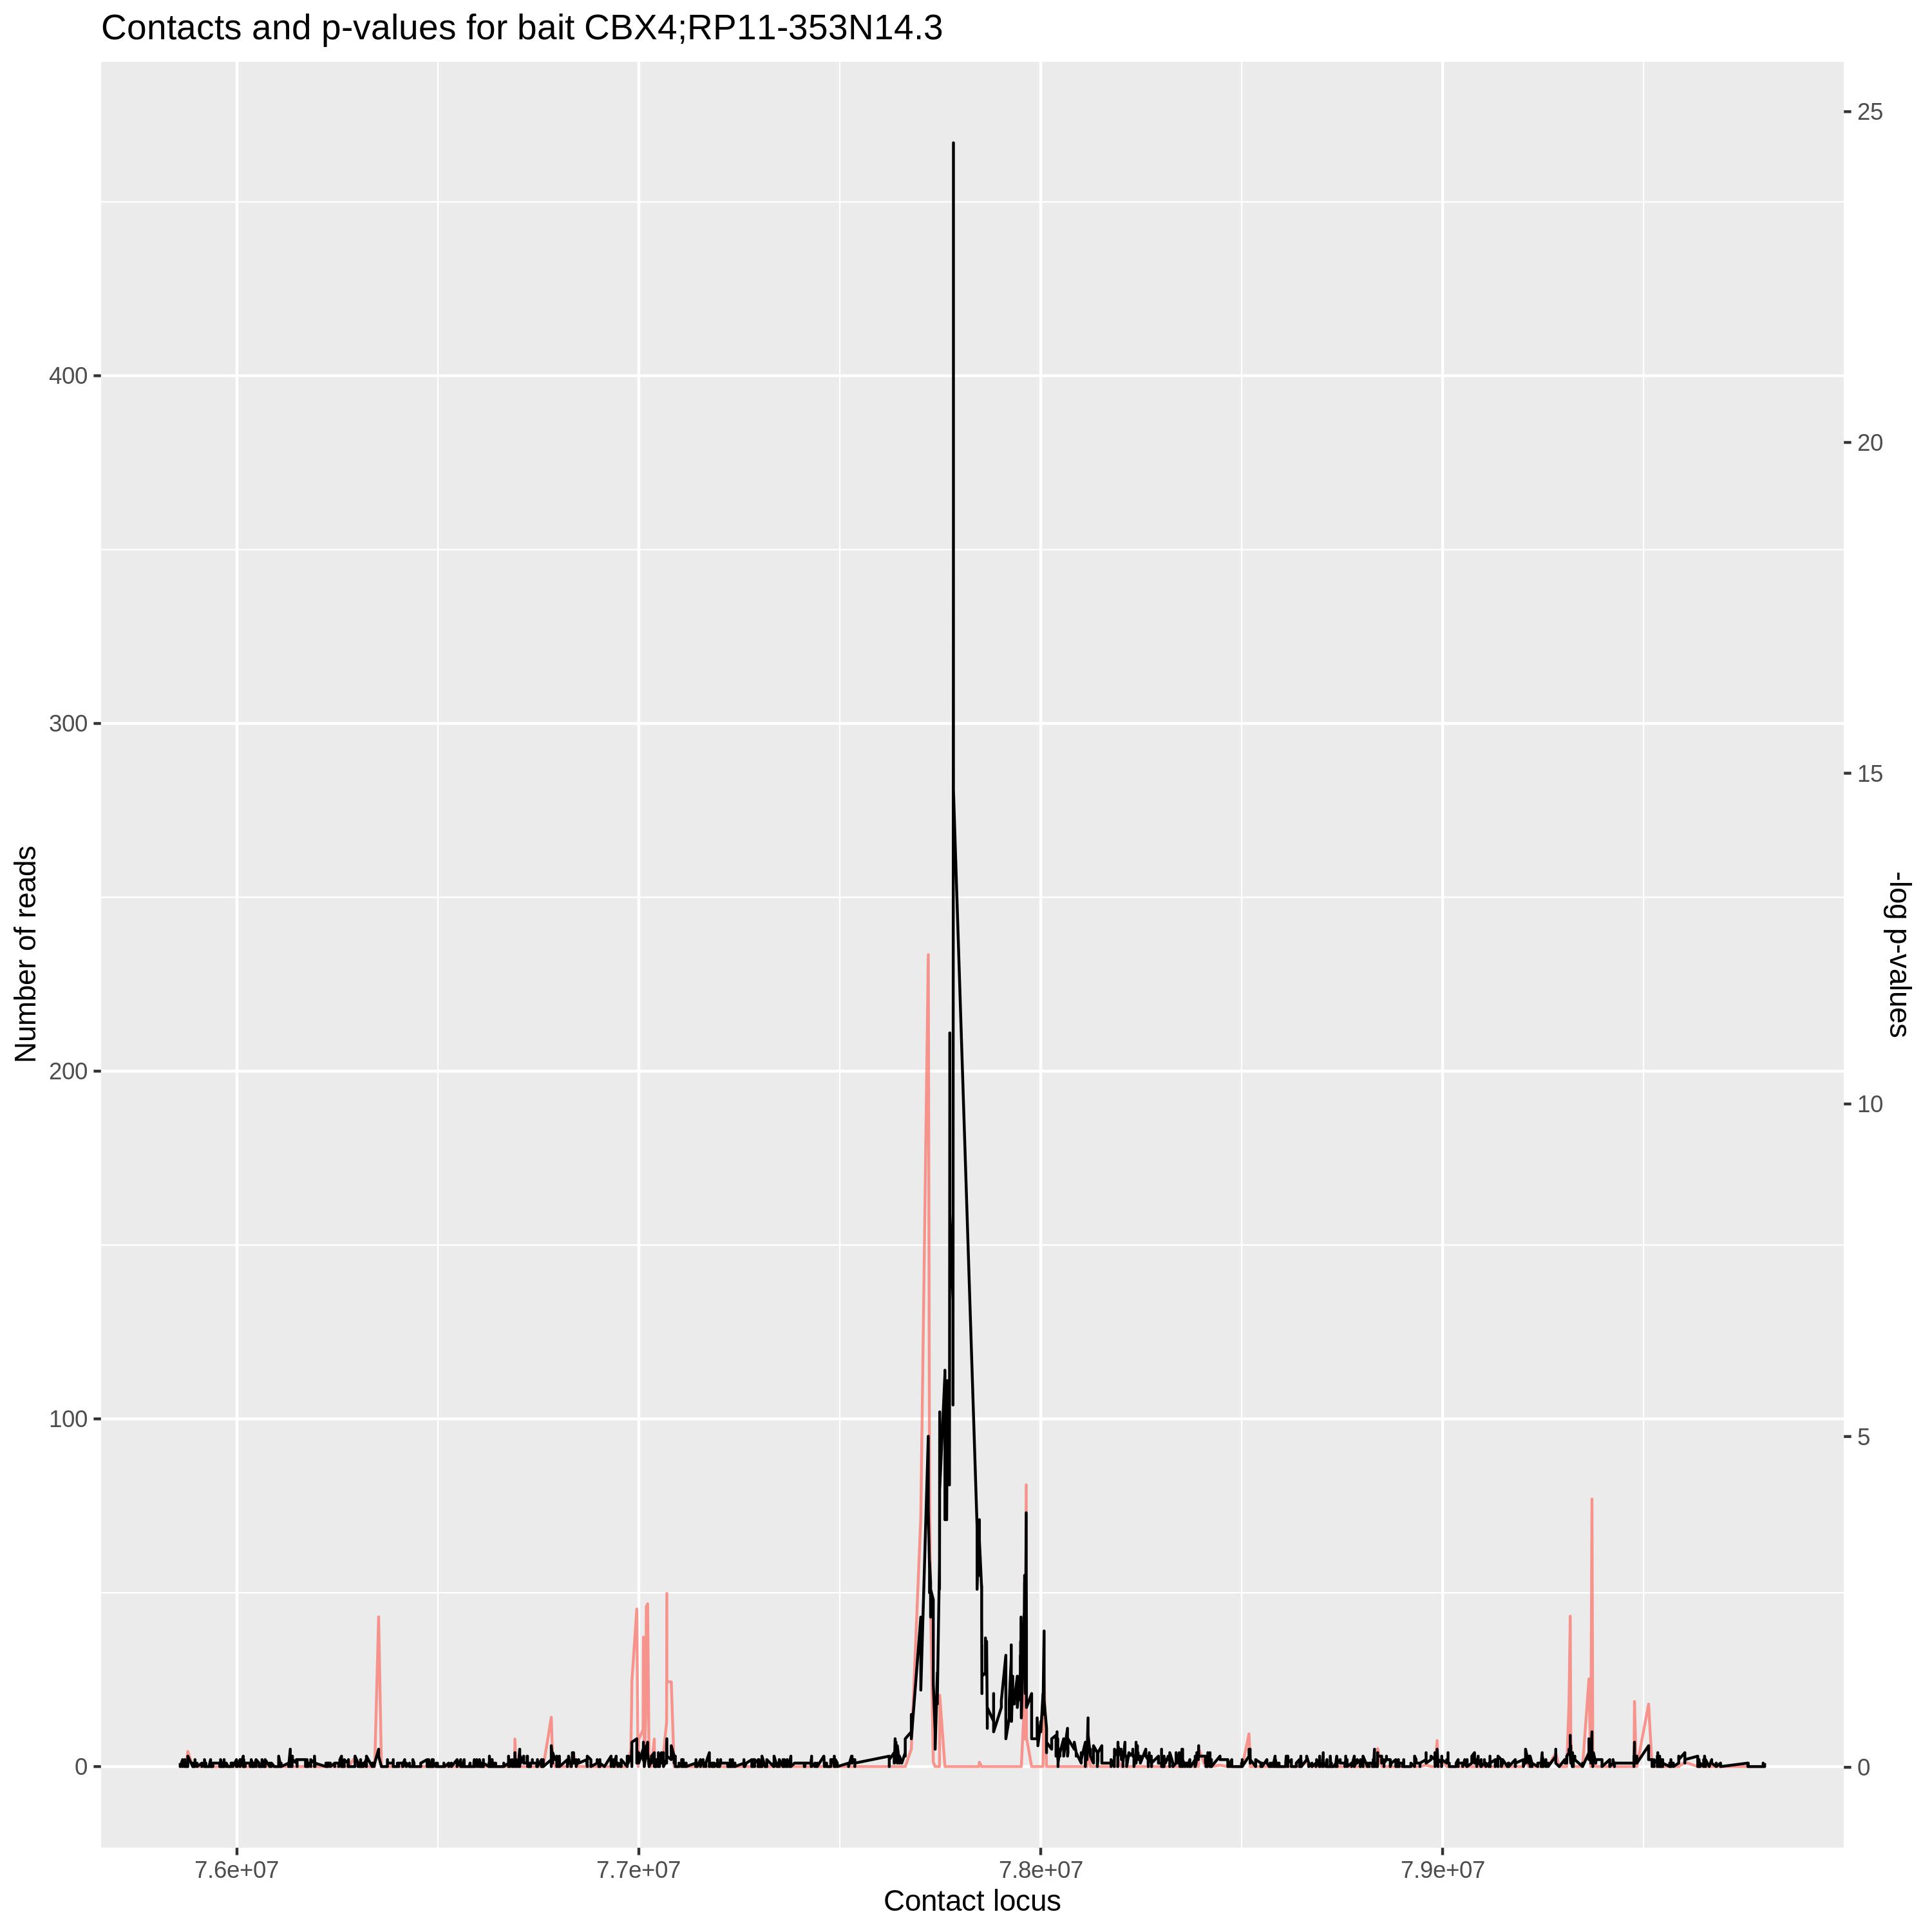 Contacts and p-values for bait CBX4;RP11-353N14.3
Number of reads
400
300
200
100
0
25
20
15
10
5
0
-log p-values
7.6e+07
7.7e+07
7.8e+07
7.9e+07
Contact locus